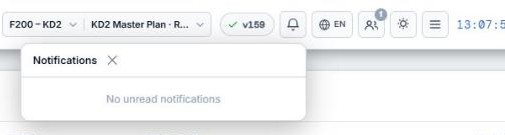 F200 – KD2 KD2 Master Plan · R... v159 EN 1 13:07:5
Notifications
No unread notifications